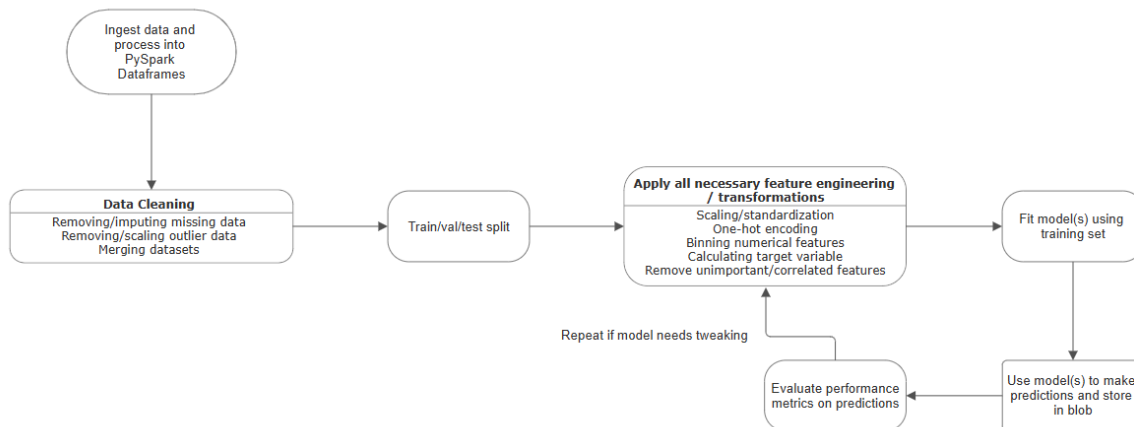 Ingest data and
process into
PySpark
Dataframes
Data Cleaning
Removing/imputing missing data
Removing/scaling outlier data
Merging datasets
Train/val/test split
Apply all necessary feature engineering
/ transformations
Scaling/standardization
One-hot encoding
Binning numerical features
Calculating target variable
Remove unimportant/correlated features
Fit model(s) using
training set
Repeat if model needs tweaking
Evaluate performance
metrics on predictions
Use model(s) to make
predictions and store
in blob